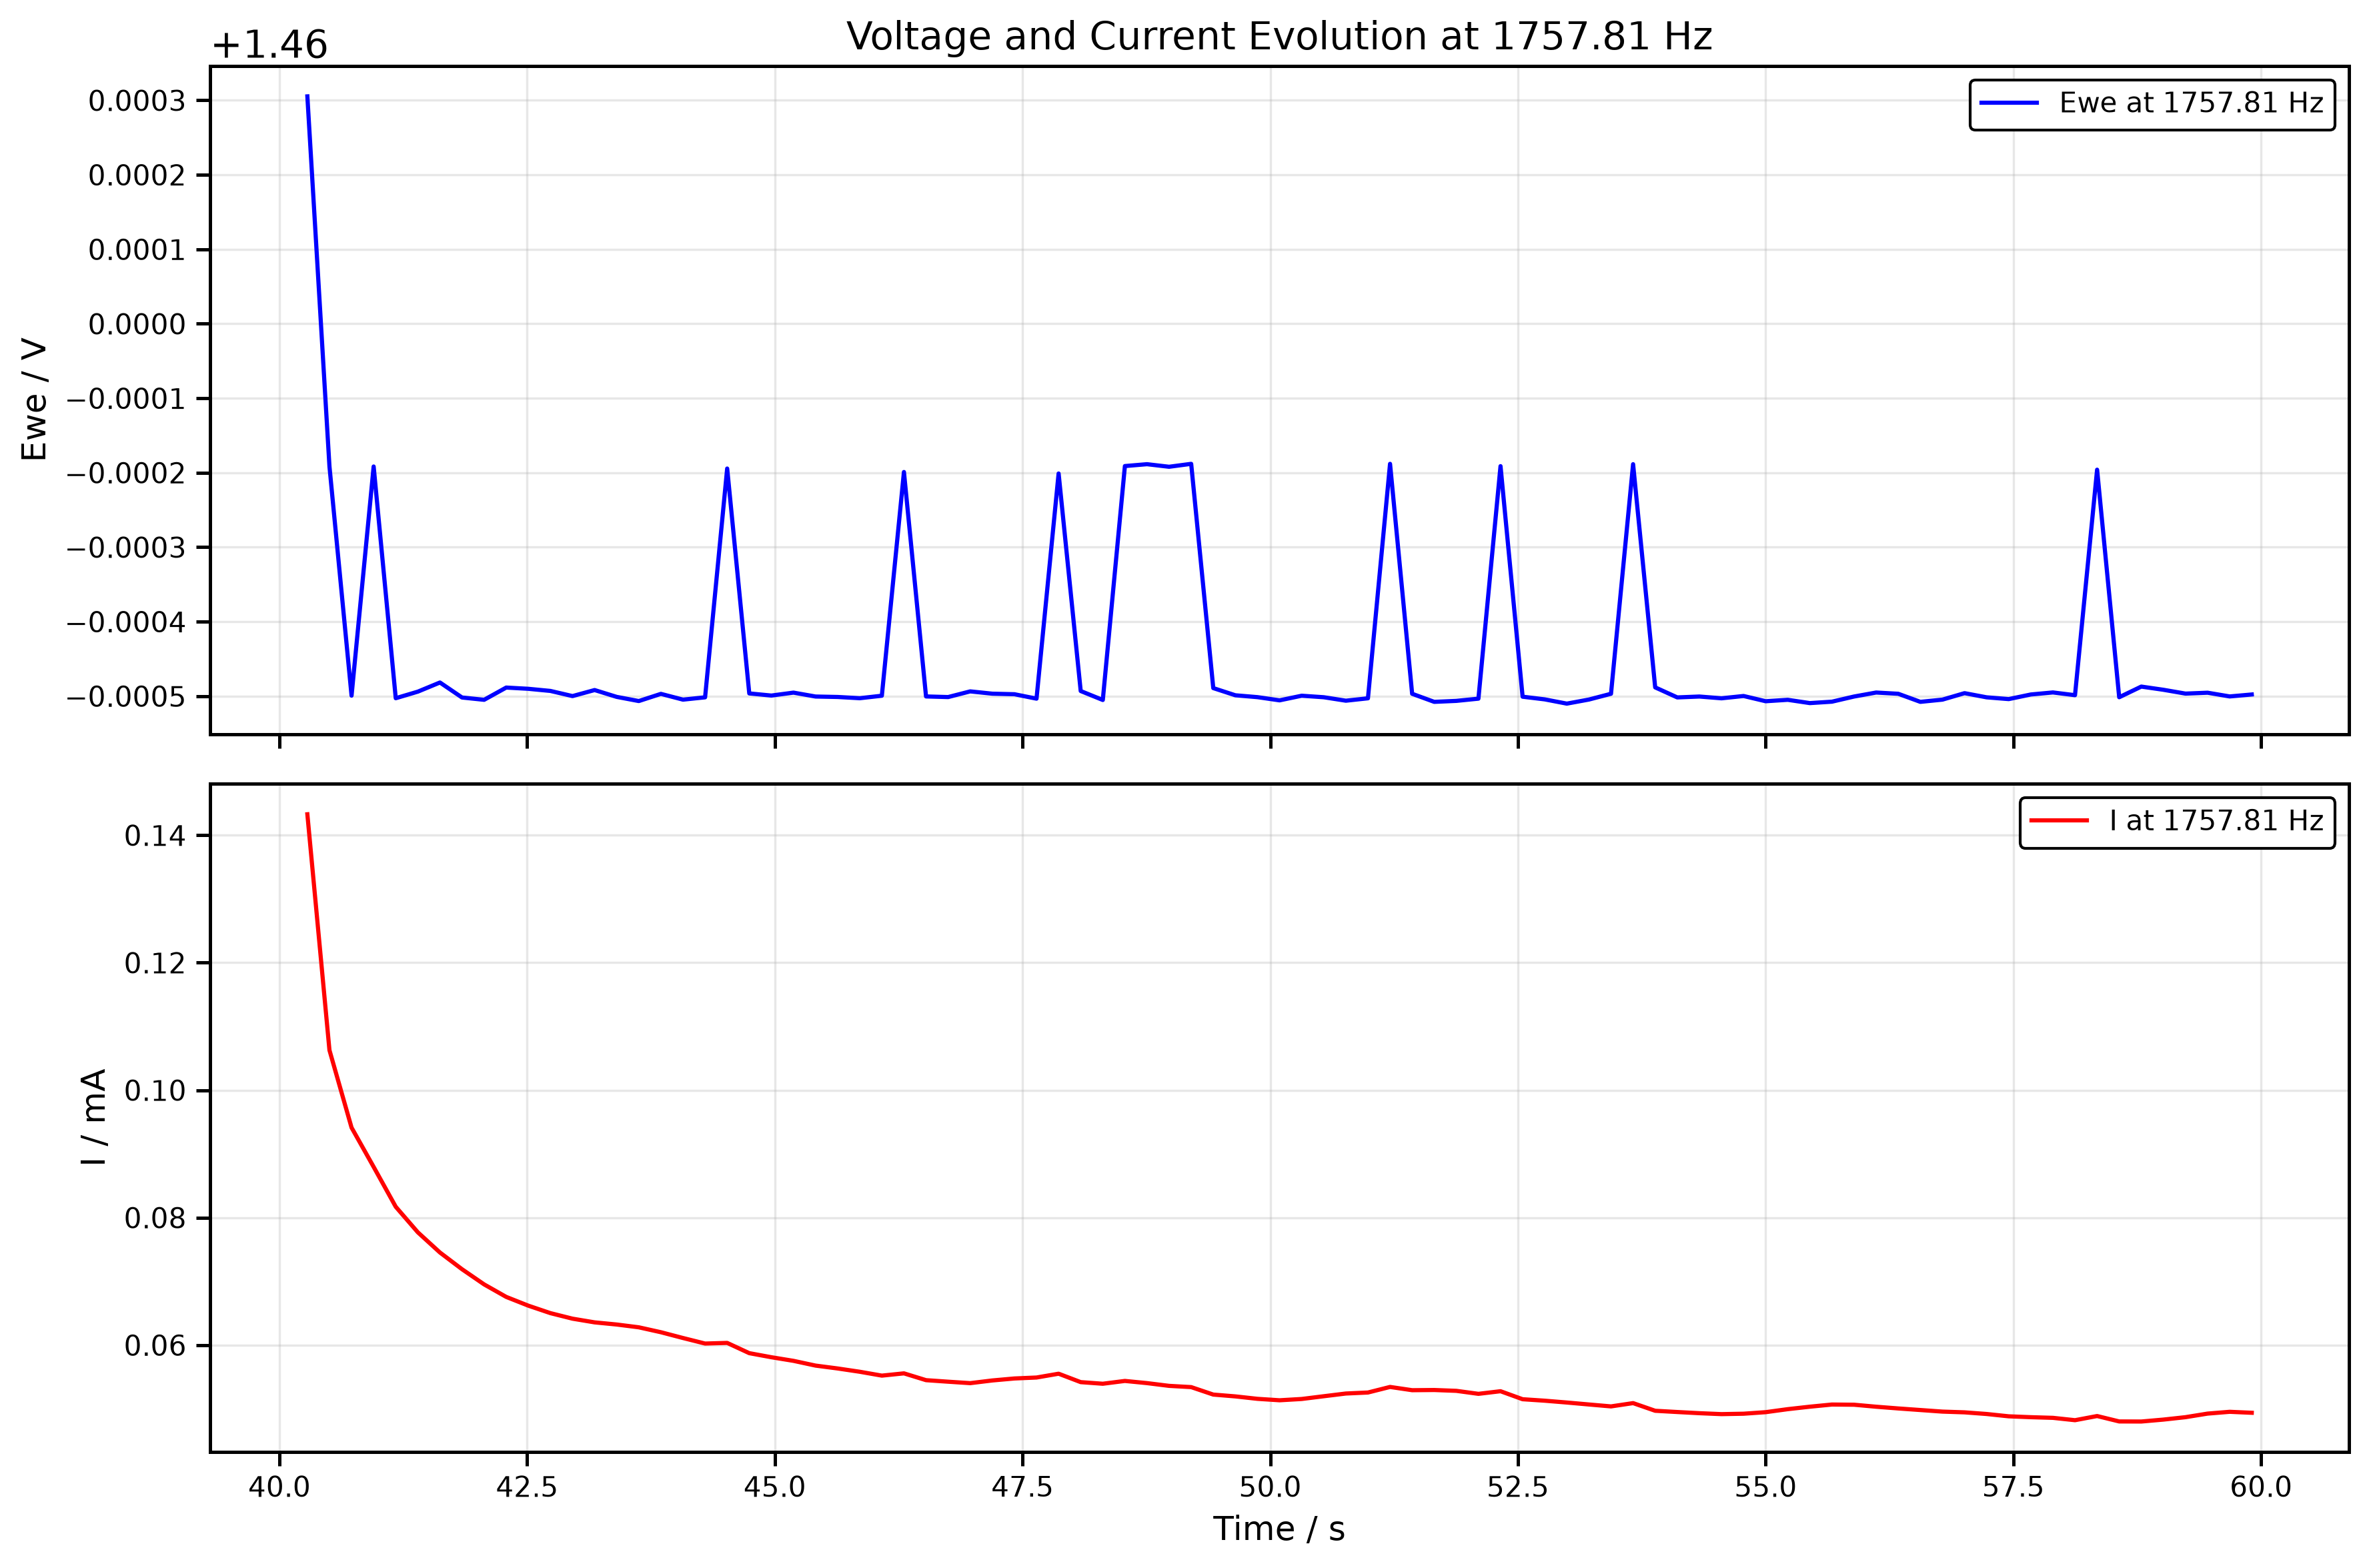 Voltage and Current Evolution at 1757.81 Hz
+1.46
Ewe at 1757.81 Hz
Ewe / V
0.0003
0.0002
0.0001
0.0000
−0.0001
−0.0002
−0.0003
−0.0004
−0.0005
I at 1757.81 Hz
I / mA
0.14
0.12
0.10
0.08
0.06
40.0 42.5 45.0 47.5 50.0 52.5 55.0 57.5 60.0
Time / s